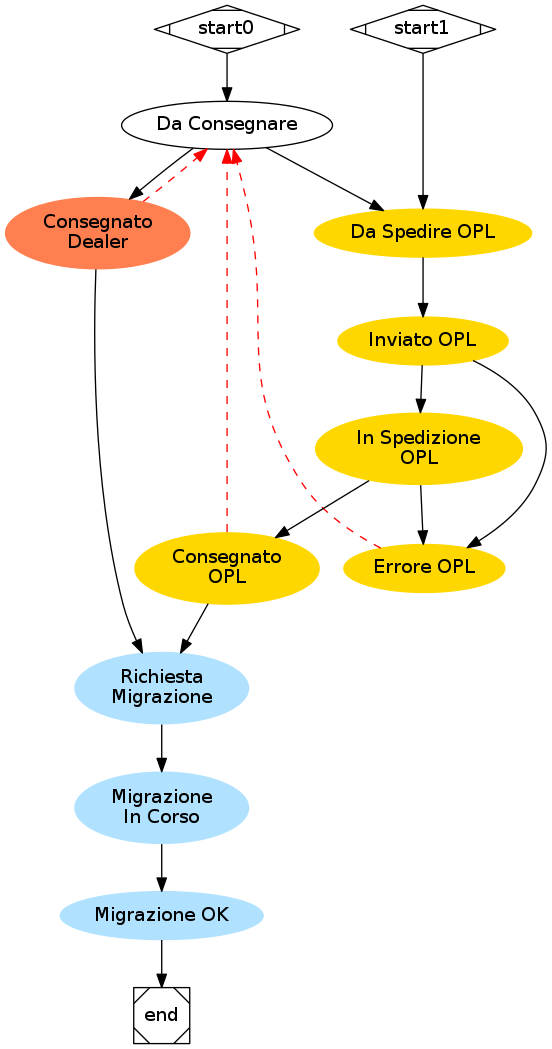 start0
start1
Da Consegnare
Consegnato
Dealer
Da Spedire OPL
Inviato OPL
In Spedizione
OPL
Consegnato
OPL
Errore OPL
Richiesta
Migrazione
Migrazione
In Corso
Migrazione OK
end